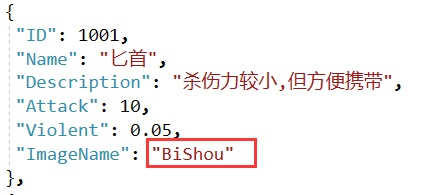 {
"ID": 1001,
"Name": "匕首",
"Description": "杀伤力较小,但方便携带",
"Attack": 10,
"Violent": 0.05,
"ImageName": "BiShou"
},